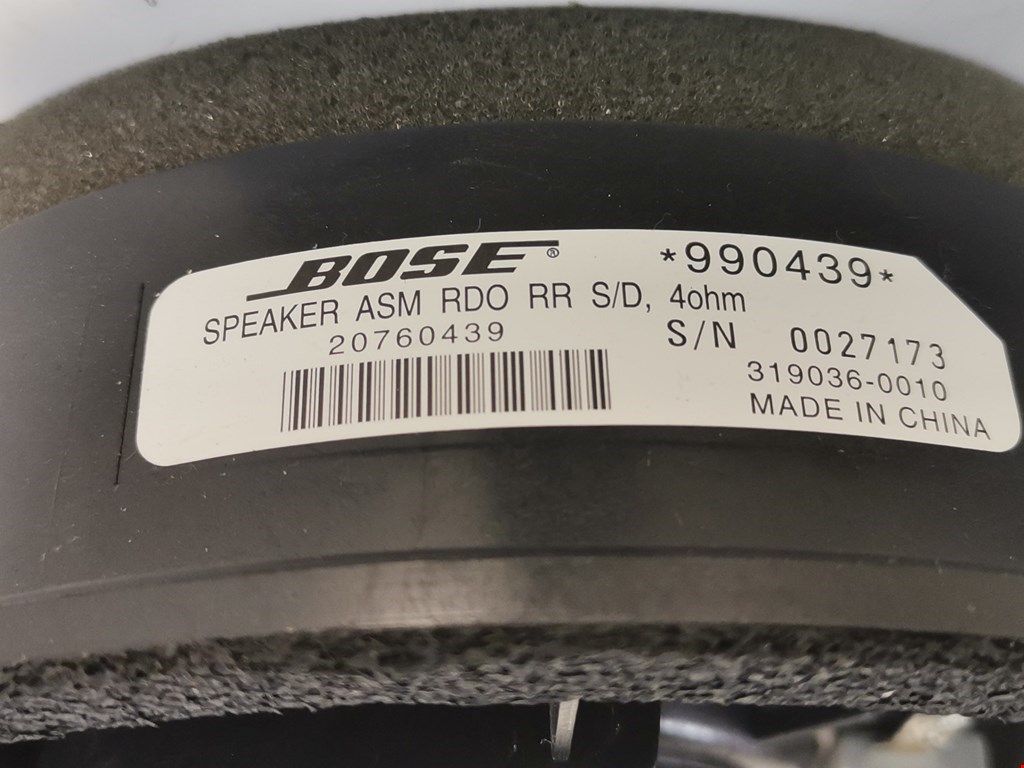 BOSE® *990439*
SPEAKER ASM RDO RR S/D, 4ohm
20760439
S/N 0027173
319036-0010
MADE IN CHINA